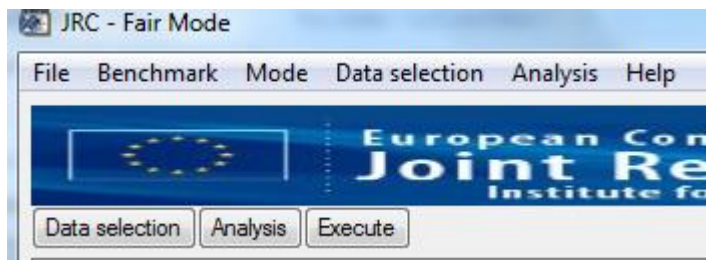 JRC - Fair Mode
File Benchmark Mode Data selection Analysis Help
European Com
Joint Re
Institute fo
Data selection Analysis Execute